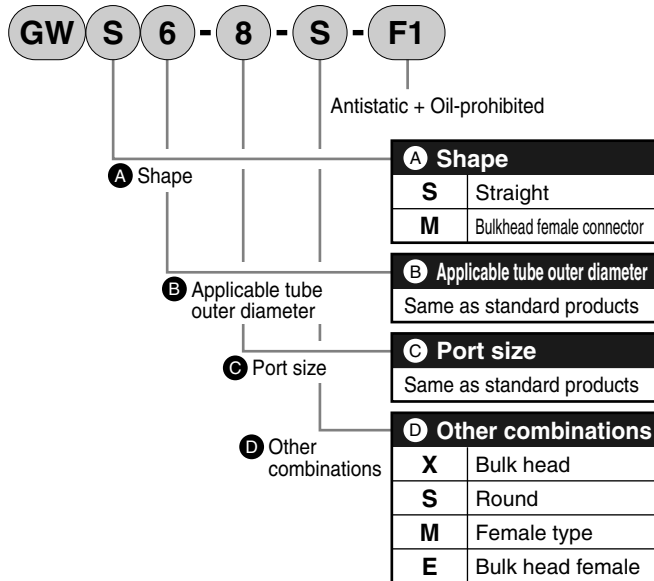 GW S 6 - 8 - S - F1
Antistatic + Oil-prohibited
A Shape
A Shape
S Straight
M Bulkhead female connector
B Applicable tube
outer diameter
B Applicable tube outer diameter
Same as standard products
C Port size
C Port size
Same as standard products
D Other
combinations
D Other combinations
X Bulk head
S Round
M Female type
E Bulk head female